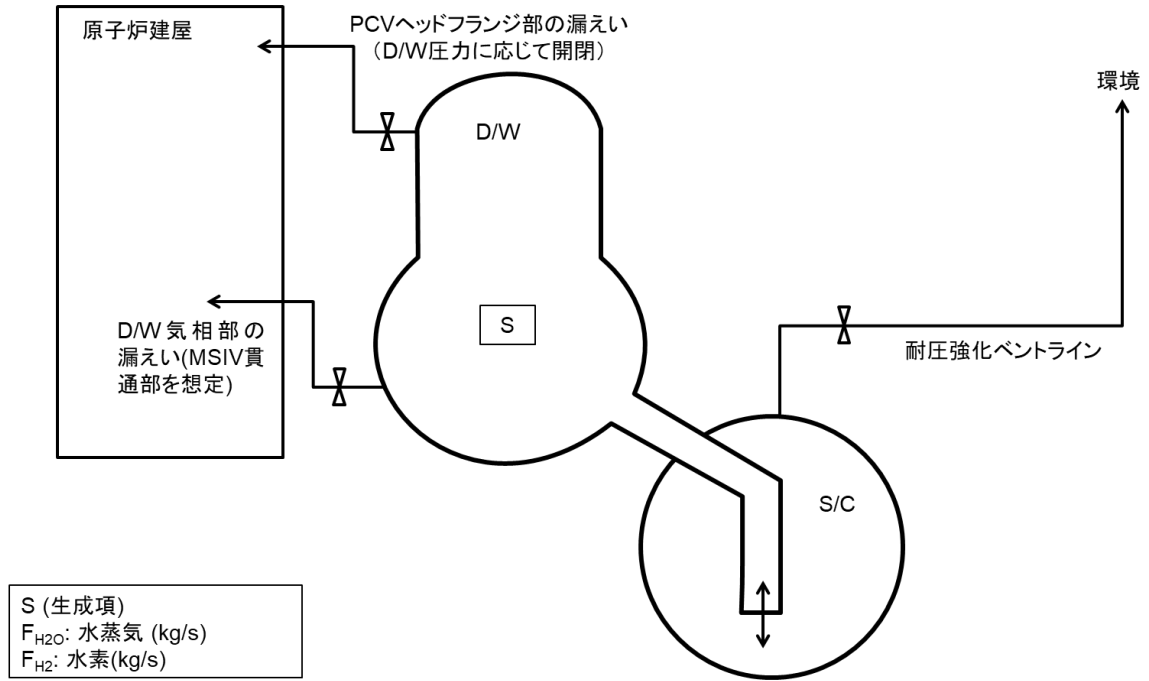 原子炉建屋
PCVヘッドフランジ部の漏えい
（D/W圧力に応じて開閉）
環境
D/W
S
D/W気相部の
漏えい(MSIV貫
通部を想定)
耐圧強化ベントライン
S/C
S (生成項)
FH2O: 水蒸気 (kg/s)
FH2: 水素(kg/s)